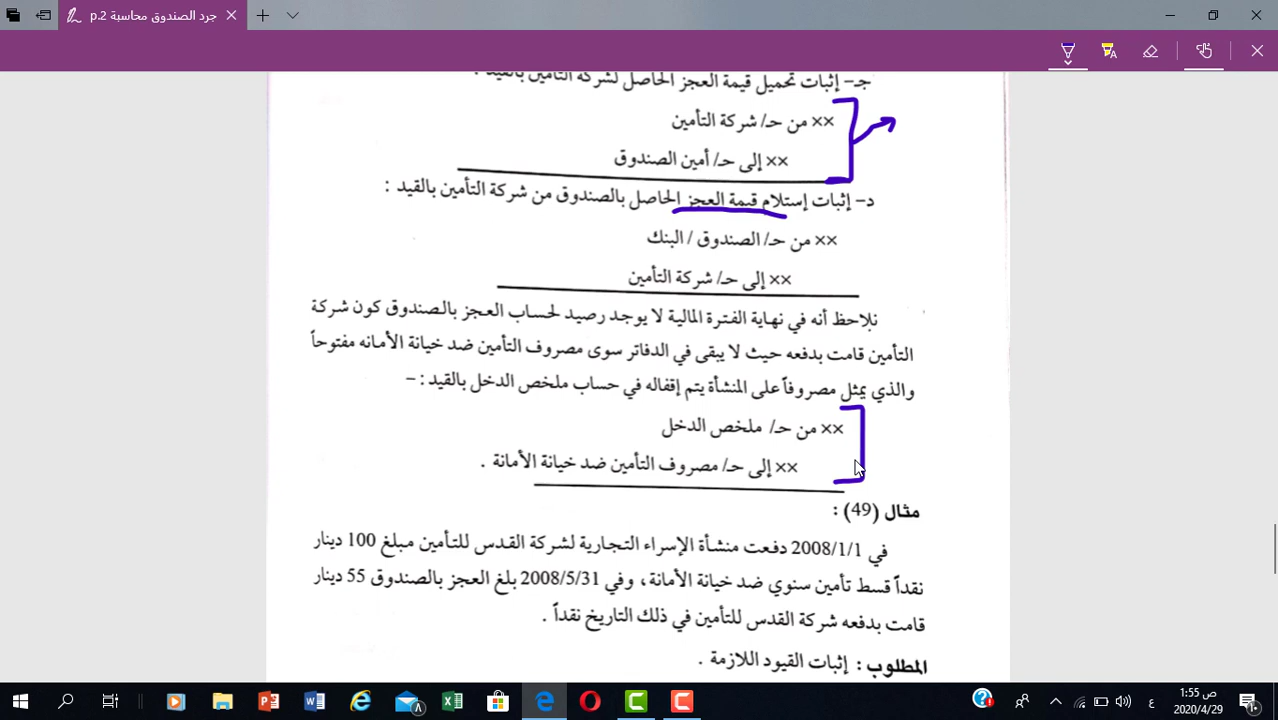 جرد الصندوق محاسبة p.2
جـ- إثبات تحميل قيمة العجز الحاصل لشركة التأمين بالقيد :
×× من حـ/ شركة التأمين
×× إلى حـ/ أمين الصندوق
د- إثبات إستلام قيمة العجز الحاصل بالصندوق من شركة التأمين بالقيد :
×× من حـ/ الصندوق / البنك
×× إلى حـ/ شركة التأمين
نلاحظ أنه في نهاية الفترة المالية لا يوجد رصيد لحساب العجز بالصندوق كون شركة
التأمين قامت بدفعه حيث لا يبقى في الدفاتر سوى مصروف التأمين ضد خيانة الأمانه مفتوحاً
والذي يمثل مصروفاً على المنشأة يتم إقفاله في حساب ملخص الدخل بالقيد : -
×× من حـ/ ملخص الدخل
×× إلى حـ/ مصروف التأمين ضد خيانة الأمانة .
مثال (49) :
في 2008/1/1 دفعت منشأة الإسراء التجارية لشركة القدس للتأمين مبلغ 100 دينار
نقداً قسط تأمين سنوي ضد خيانة الأمانة ، وفي 2008/5/31 بلغ العجز بالصندوق 55 دينار
قامت بدفعه شركة القدس للتأمين في ذلك التاريخ نقداً .
المطلوب : إثبات القيود اللازمة .
ع
1:55 ص
2020/4/29